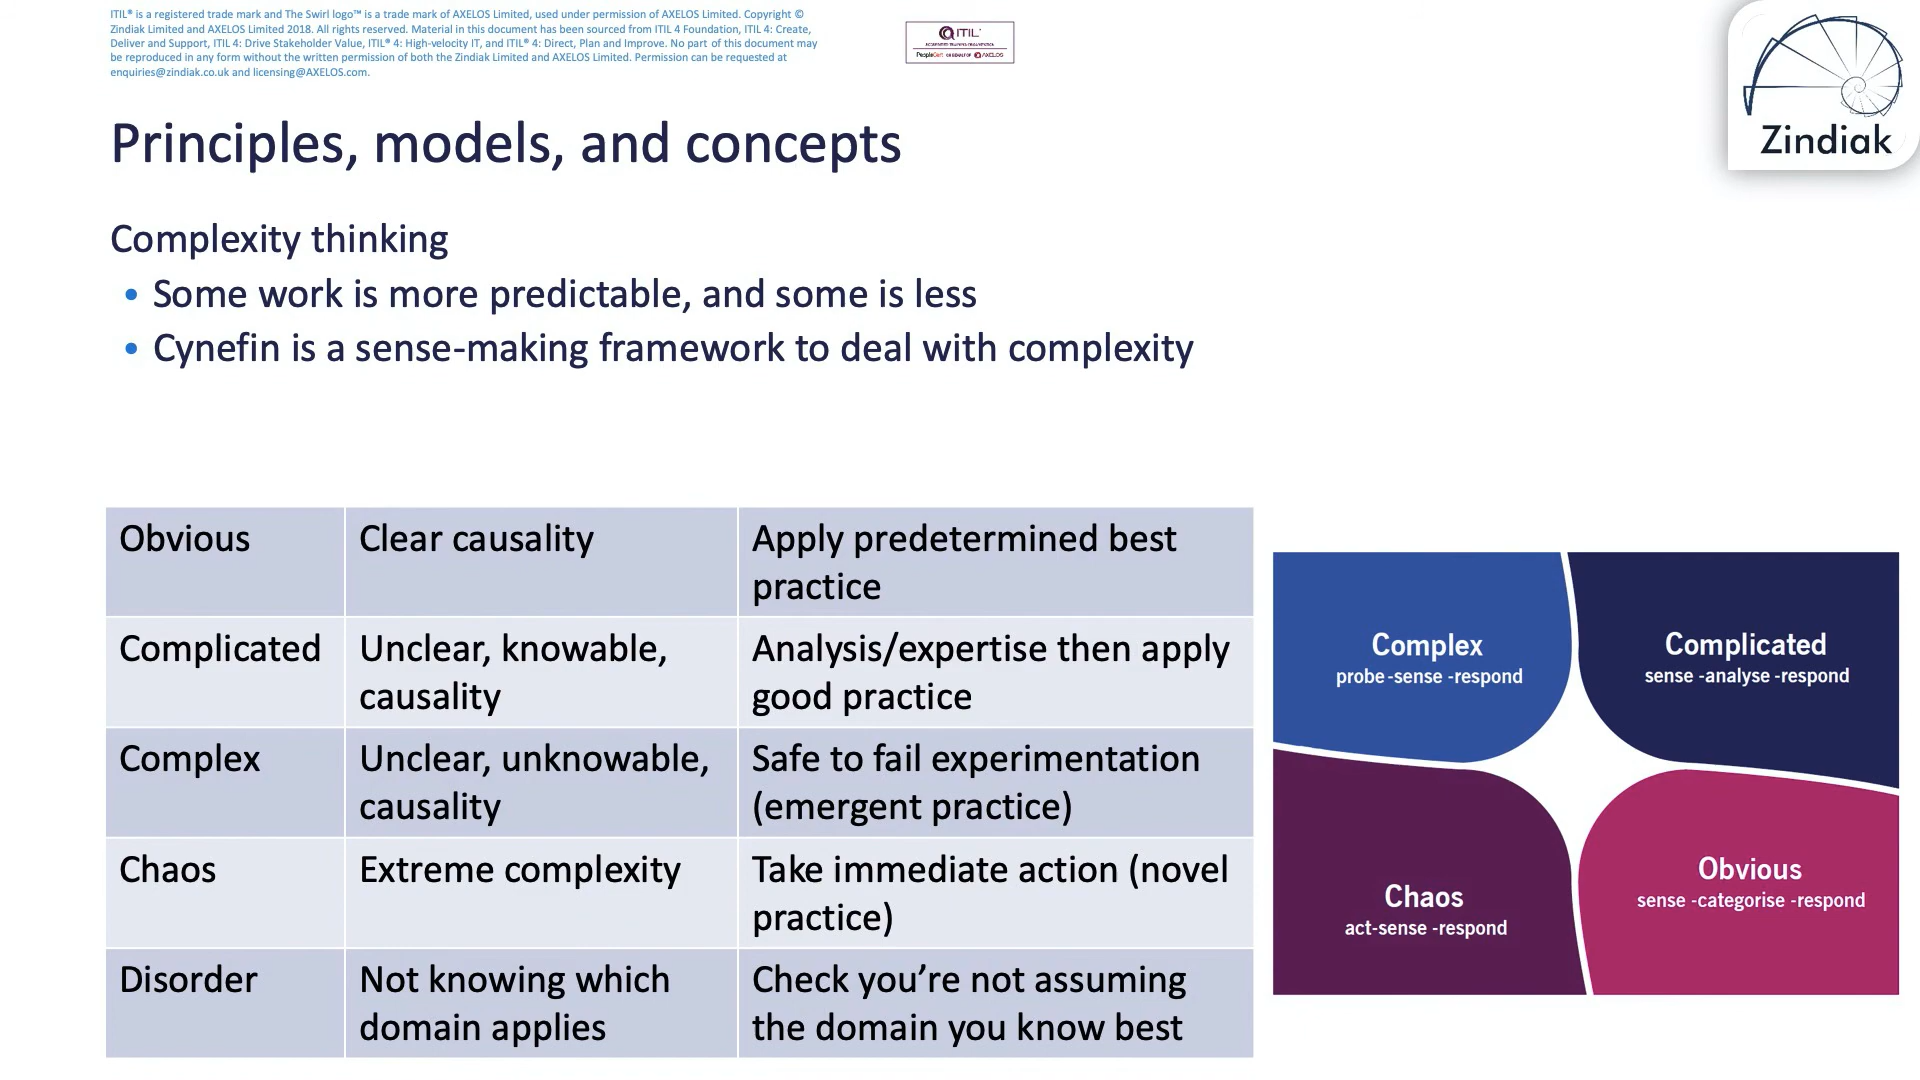 ITIL® is a registered trade mark and The Swirl logo™ is a trade mark of AXELOS Limited, used under permission of AXELOS Limited. Copyright ©
Zindiak Limited and AXELOS Limited 2018. All rights reserved. Material in this document has been sourced from ITIL 4 Foundation, ITIL 4: Create,
Deliver and Support, ITIL 4: Drive Stakeholder Value, ITIL® 4: High-velocity IT, and ITIL® 4: Direct, Plan and Improve. No part of this document may
be reproduced in any form without the written permission of both the Zindiak Limited and AXELOS Limited. Permission can be requested at
enquiries@zindiak.co.uk and licensing@AXELOS.com.
ITIL®
ACCREDITED TRAINING ORGANIZATION
PeopleCert ON BEHALF OF AXELOS
Zindiak
Principles, models, and concepts
Complexity thinking
• Some work is more predictable, and some is less
• Cynefin is a sense-making framework to deal with complexity
Obvious
Clear causality
Apply predetermined best
practice
Complicated
Unclear, knowable,
causality
Analysis/expertise then apply
good practice
Complex
Unclear, unknowable,
causality
Safe to fail experimentation
(emergent practice)
Chaos
Extreme complexity
Take immediate action (novel
practice)
Disorder
Not knowing which
domain applies
Check you’re not assuming
the domain you know best
Complex
probe-sense -respond
Complicated
sense -analyse -respond
Chaos
act-sense -respond
Obvious
sense -categorise -respond